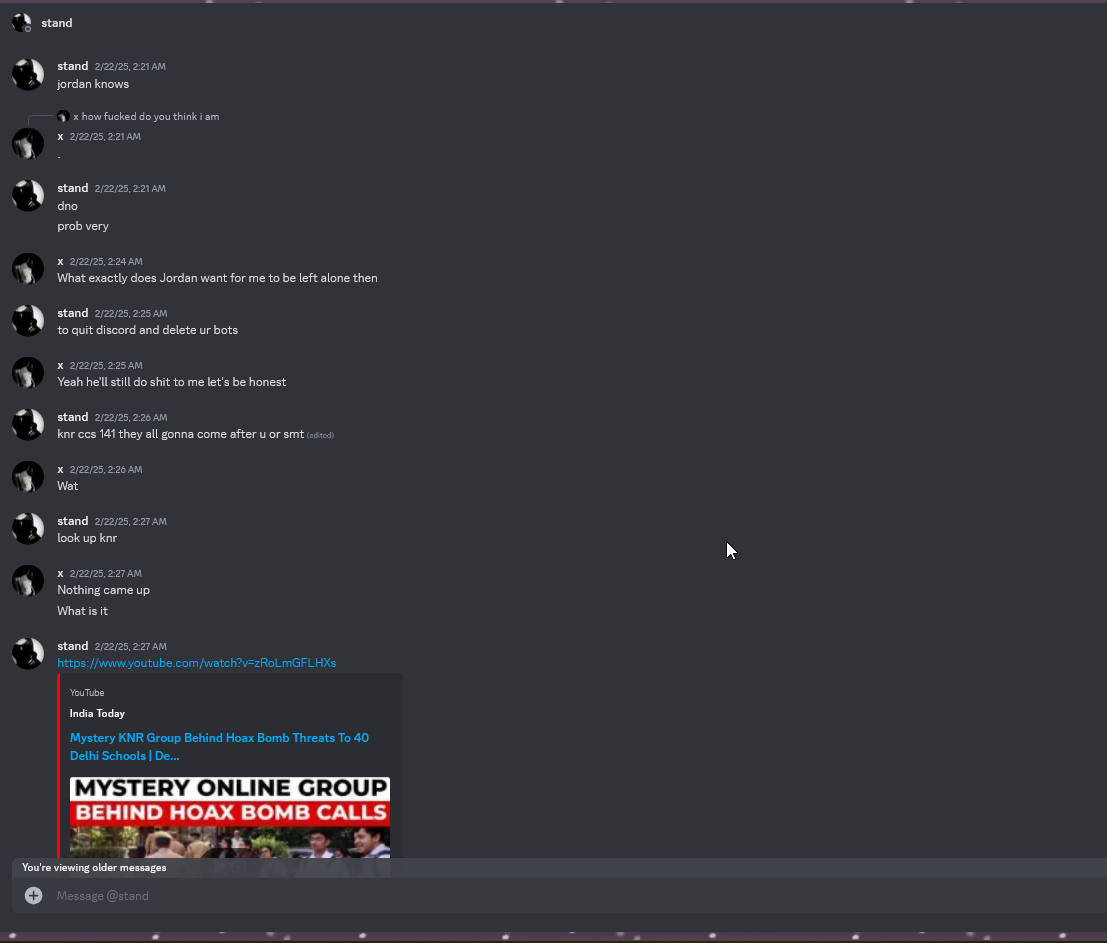 stand
stand 2/22/25, 2:21 AM
jordan knows
x how fucked do you think i am
x 2/22/25, 2:21 AM
.
stand 2/22/25, 2:21 AM
dno
prob very
x 2/22/25, 2:24 AM
What exactly does Jordan want for me to be left alone then
stand 2/22/25, 2:25 AM
to quit discord and delete ur bots
x 2/22/25, 2:25 AM
Yeah he'll still do shit to me let's be honest
stand 2/22/25, 2:26 AM
knr ccs 141 they all gonna come after u or smt (edited)
x 2/22/25, 2:26 AM
Wat
stand 2/22/25, 2:27 AM
look up knr
x 2/22/25, 2:27 AM
Nothing came up
What is it
stand 2/22/25, 2:27 AM
https://www.youtube.com/watch?v=zRoLmGFLHXs
YouTube
India Today
Mystery KNR Group Behind Hoax Bomb Threats To 40
Delhi Schools | De...
MYSTERY ONLINE GROUP
BEHIND HOAX BOMB CALLS
You're viewing older messages
Message @stand